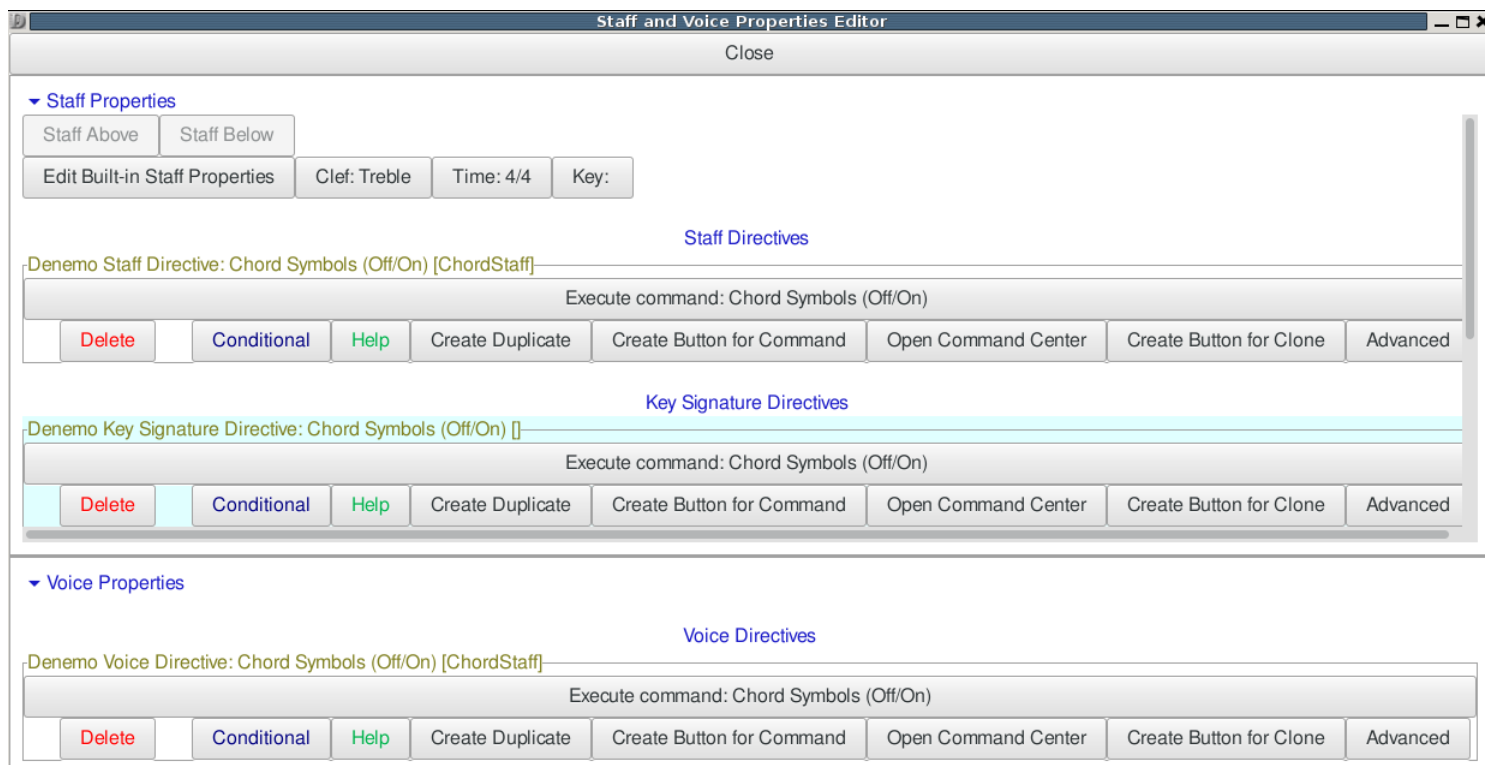 Staff and Voice Properties Editor
Close
Staff Properties
Staff Above Staff Below
Edit Built-in Staff Properties Clef: Treble Time: 4/4 Key:
Staff Directives
Denemo Staff Directive: Chord Symbols (Off/On) [ChordStaff]
Execute command: Chord Symbols (Off/On)
Delete Conditional Help Create Duplicate Create Button for Command Open Command Center Create Button for Clone Advanced
Key Signature Directives
Denemo Key Signature Directive: Chord Symbols (Off/On) []
Execute command: Chord Symbols (Off/On)
Delete Conditional Help Create Duplicate Create Button for Command Open Command Center Create Button for Clone Advanced
Voice Properties
Voice Directives
Denemo Voice Directive: Chord Symbols (Off/On) [ChordStaff]
Execute command: Chord Symbols (Off/On)
Delete Conditional Help Create Duplicate Create Button for Command Open Command Center Create Button for Clone Advanced